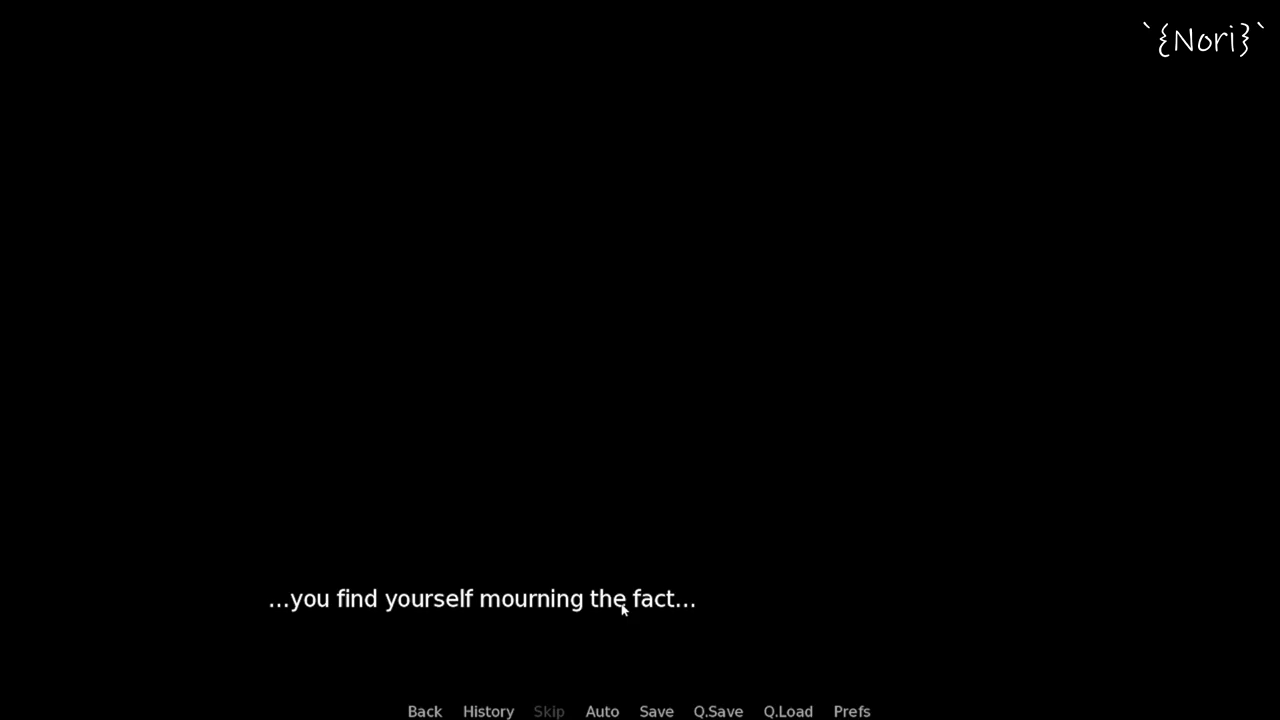 `{Nori}`
...you find yourself mourning the fact...
Back History Skip Auto Save Q.Save Q.Load Prefs